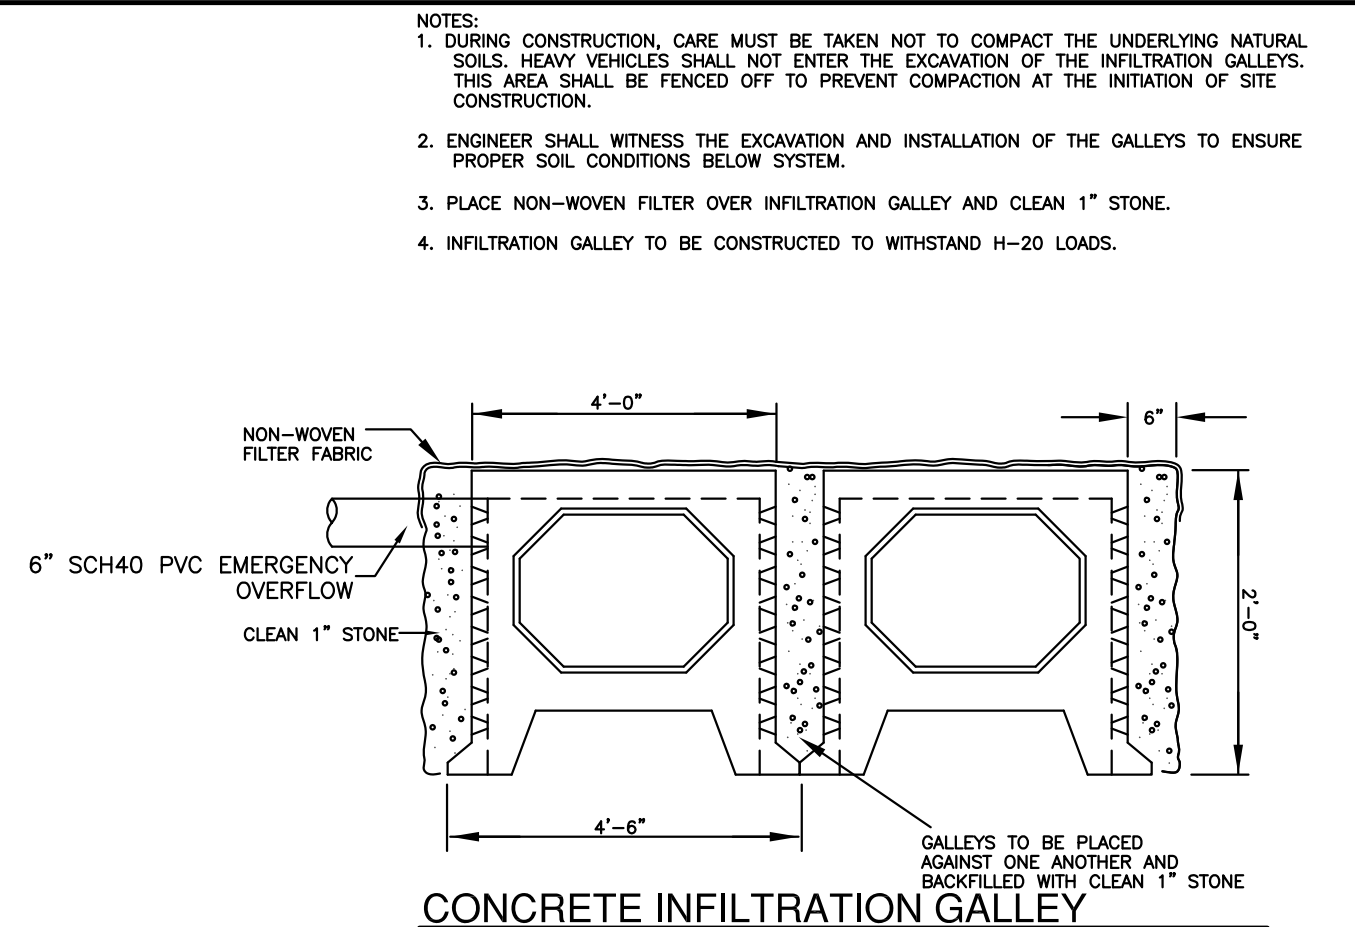 NOTES:
1. DURING CONSTRUCTION, CARE MUST BE TAKEN NOT TO COMPACT THE UNDERLYING NATURAL
SOILS. HEAVY VEHICLES SHALL NOT ENTER THE EXCAVATION OF THE INFILTRATION GALLEYS.
THIS AREA SHALL BE FENCED OFF TO PREVENT COMPACTION AT THE INITIATION OF SITE
CONSTRUCTION.
2. ENGINEER SHALL WITNESS THE EXCAVATION AND INSTALLATION OF THE GALLEYS TO ENSURE
PROPER SOIL CONDITIONS BELOW SYSTEM.
3. PLACE NON-WOVEN FILTER OVER INFILTRATION GALLEY AND CLEAN 1" STONE.
4. INFILTRATION GALLEY TO BE CONSTRUCTED TO WITHSTAND H-20 LOADS.
4'-0"
6"
NON-WOVEN
FILTER FABRIC
6" SCH40 PVC EMERGENCY
OVERFLOW
2'-0"
CLEAN 1" STONE
4'-6"
GALLEYS TO BE PLACED
AGAINST ONE ANOTHER AND
BACKFILLED WITH CLEAN 1" STONE
CONCRETE INFILTRATION GALLEY